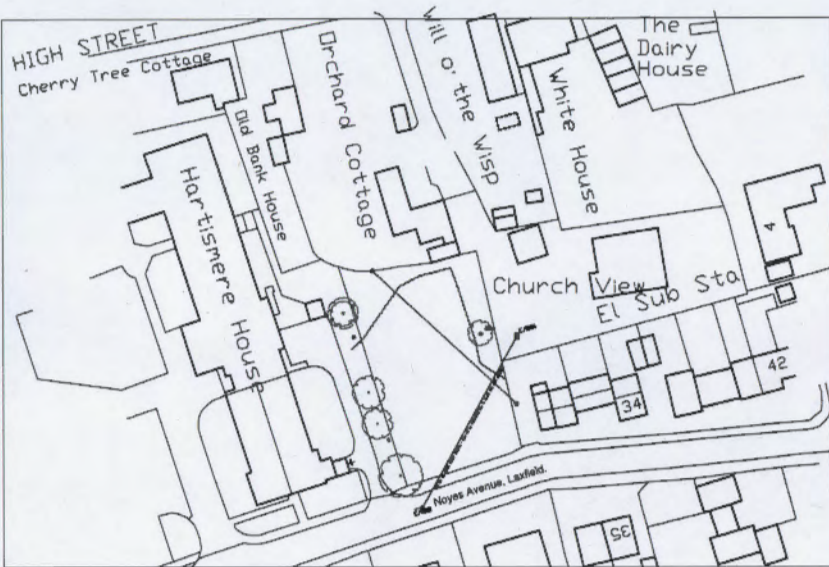 HIGH STREET
Cherry Tree Cottage
Old Bank House
Orchard Cottage
Will o' the Wisp
White House
The
Dairy
House
Hartismere House
Church View
El Sub Sta
4
42
34
Noyes Avenue, Laxfield.
35